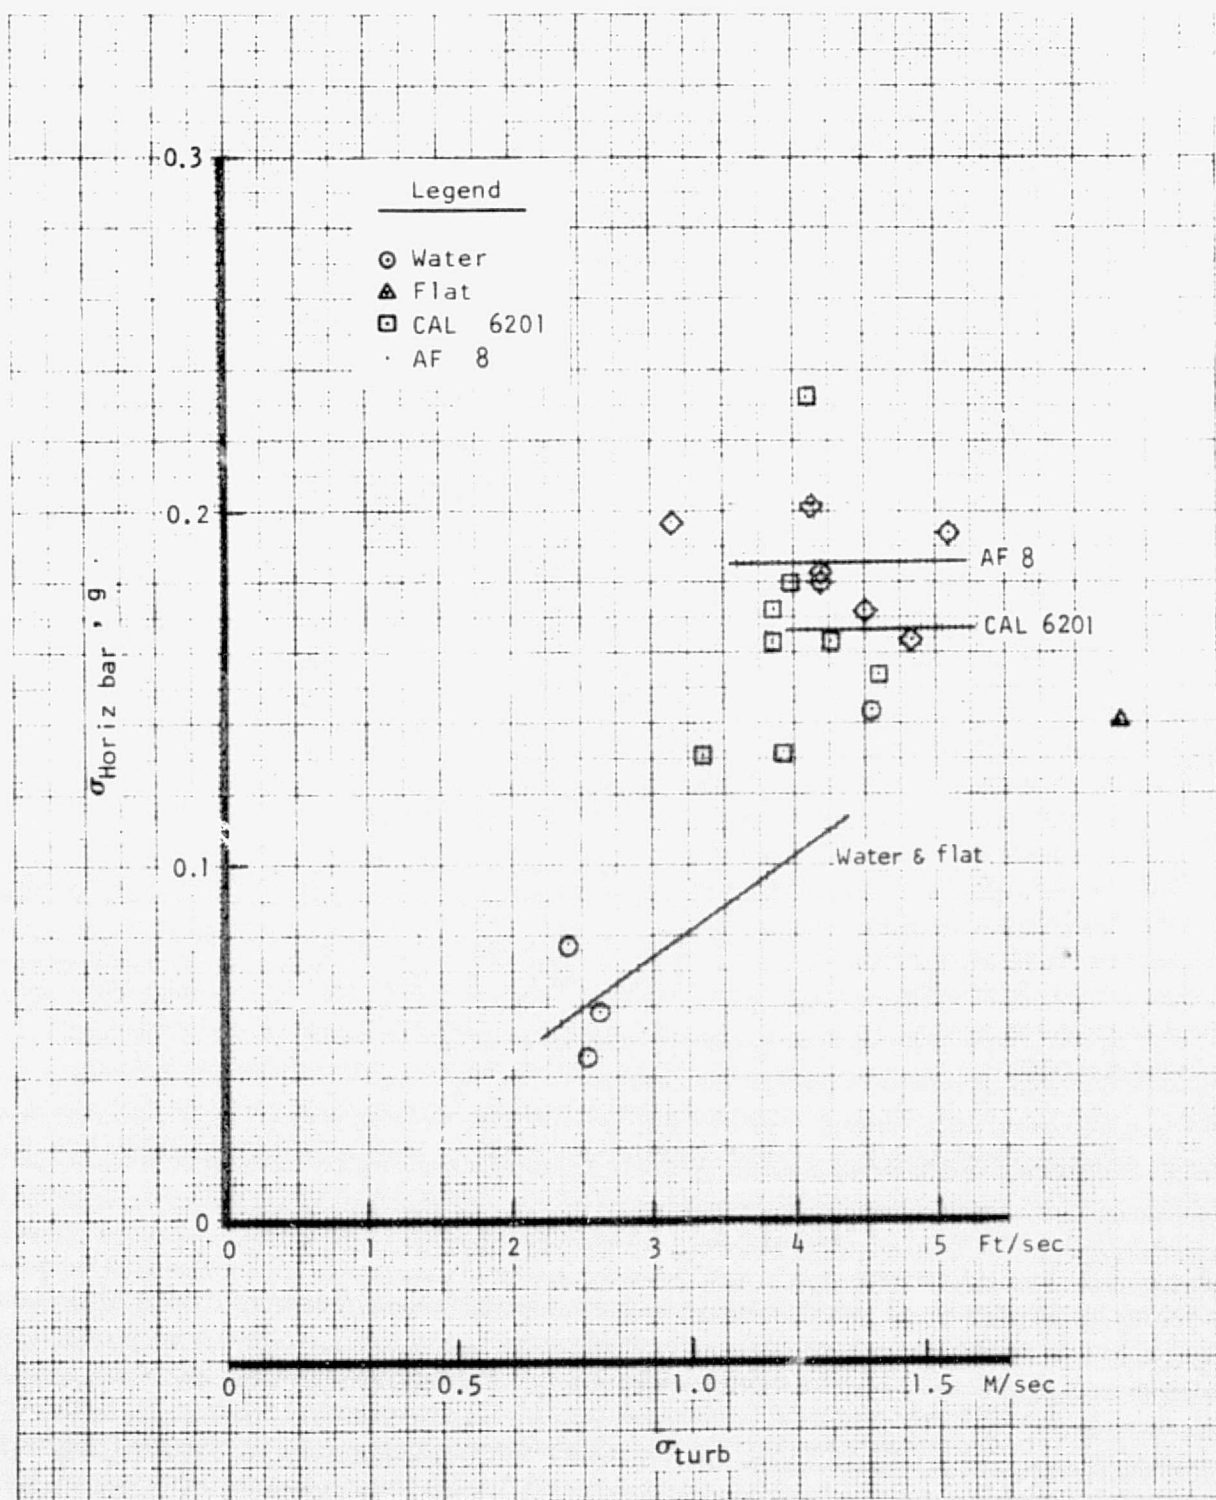 0.3
Legend
Water
Flat
CAL 6201
AF 8
0.2
AF 8
CAL 6201
σHoriz bar, g
0.1
Water & flat
0
0 1 2 3 4 5 Ft/sec
0 0.5 1.0 1.5 M/sec
σturb